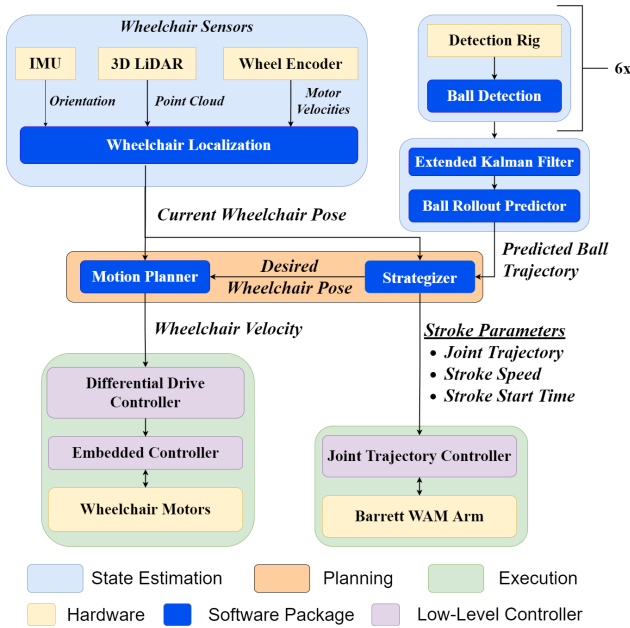 Wheelchair Sensors
IMU
3D LiDAR
Wheel Encoder
Orientation
Point Cloud
Motor
Velocities
Wheelchair Localization
Detection Rig
Ball Detection
6x
Extended Kalman Filter
Ball Rollout Predictor
Current Wheelchair Pose
Predicted Ball
Trajectory
Motion Planner
Desired
Wheelchair Pose
Strategizer
Wheelchair Velocity
Stroke Parameters
• Joint Trajectory
• Stroke Speed
• Stroke Start Time
Differential Drive
Controller
Embedded Controller
Wheelchair Motors
Joint Trajectory Controller
Barrett WAM Arm
State Estimation
Planning
Execution
Hardware
Software Package
Low-Level Controller